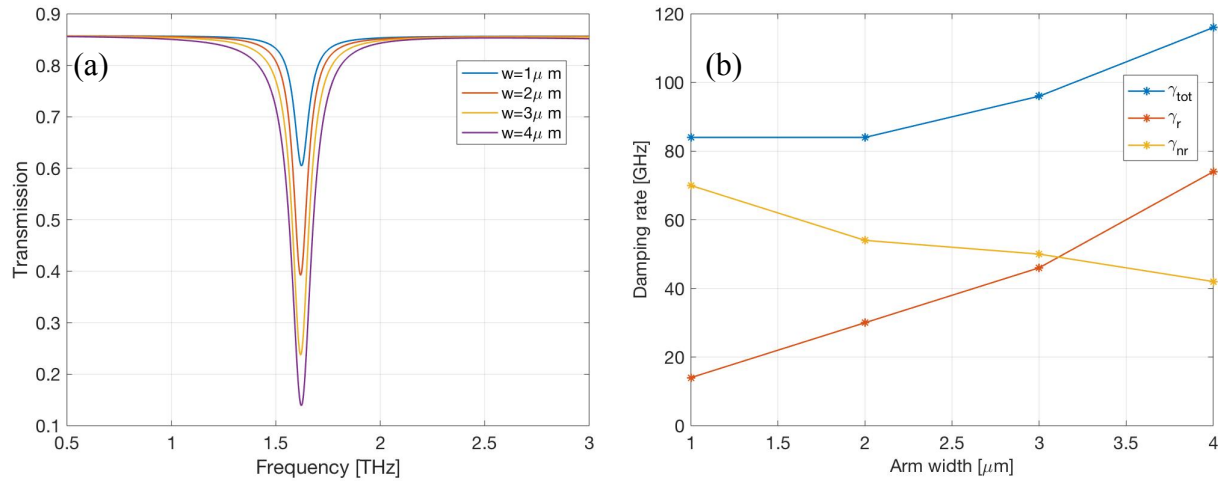 (a)
0.9
0.8
0.7
0.6
0.5
0.4
0.3
0.2
0.1
Transmission
0.5 1 1.5 2 2.5 3
Frequency [THz]
w=1μ m
w=2μ m
w=3μ m
w=4μ m
(b)
120
100
80
60
40
20
0
Damping rate [GHz]
1 1.5 2 2.5 3 3.5 4
Arm width [μm]
γtot
γr
γnr